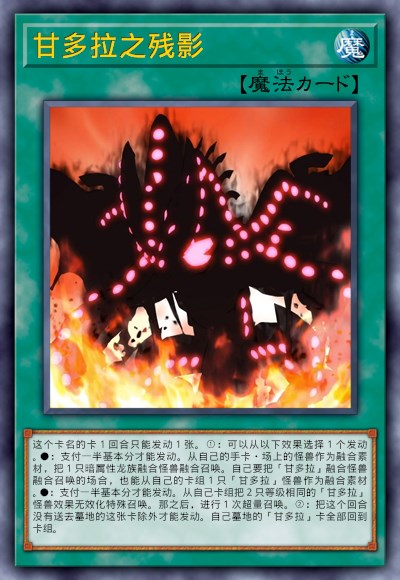 甘多拉之残影
魔
【魔法カード】
まほう
这个卡名的卡1回合只能发动1张。①：可以从以下效果选择1个发动
。●：支付一半基本分才能发动。从自己的手卡·场上的怪兽作为融合素
材，把1只暗属性龙族融合怪兽融合召唤。自己要把「甘多拉」融合怪兽
融合召唤的场合，也能从自己的卡组1只「甘多拉」怪兽作为融合素材
。●：支付一半基本分才能发动。从自己卡组把2只等级相同的「甘多拉」
怪兽效果无效化特殊召唤。那之后，进行1次超量召唤。②：把这个回合
没有送去墓地的这张卡除外才能发动。自己墓地的「甘多拉」卡全部回到
卡组。